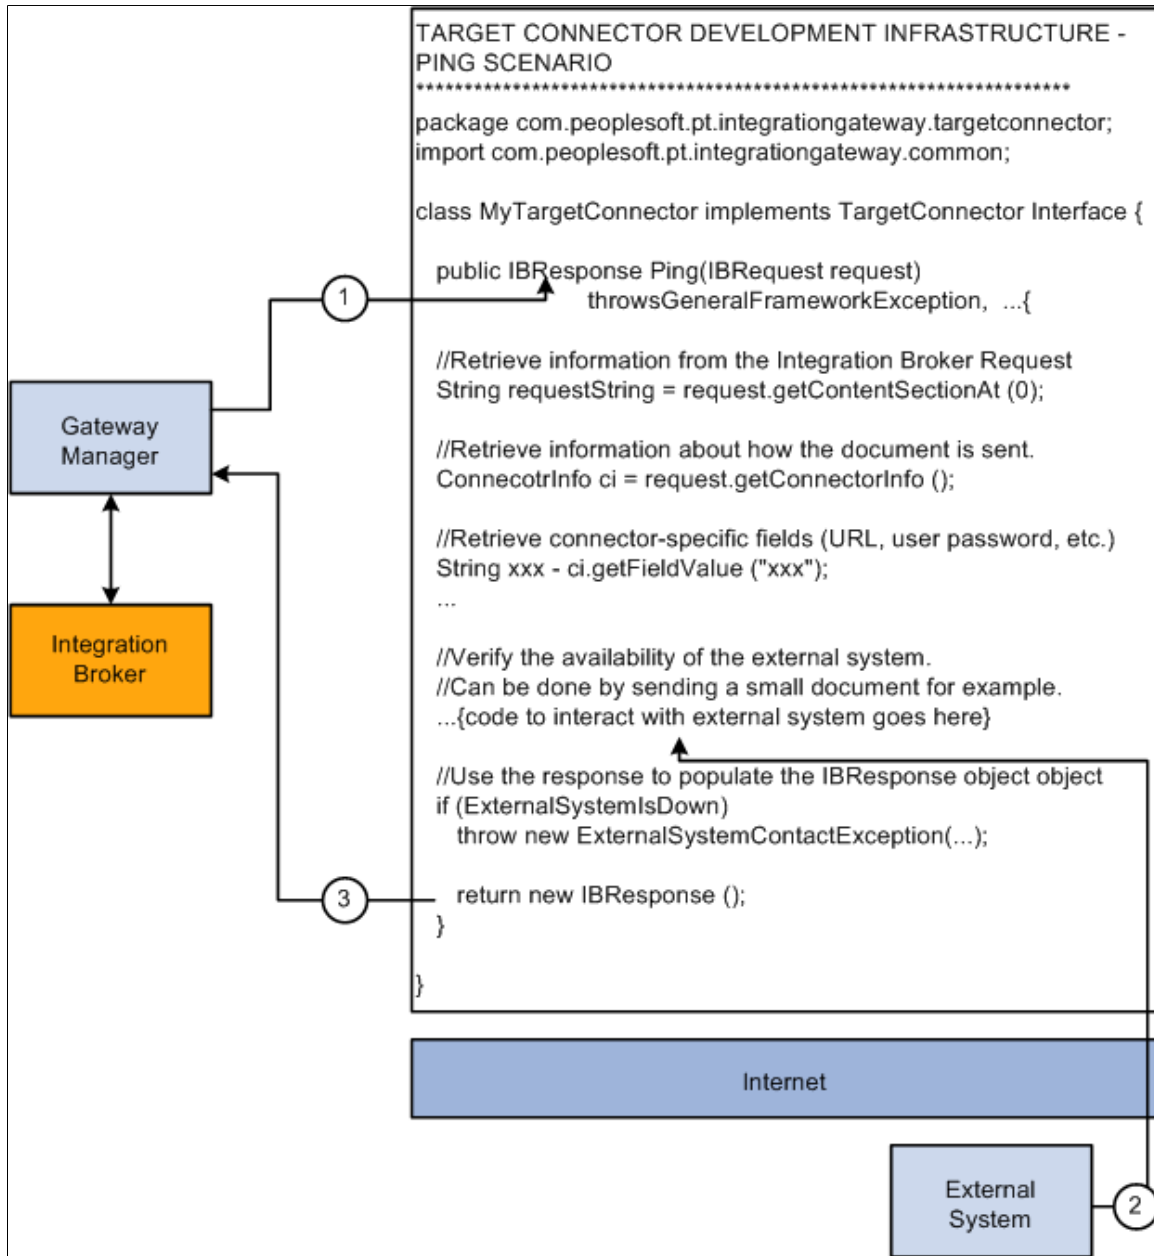 TARGET CONNECTOR DEVELOPMENT INFRASTRUCTURE -
PING SCENARIO
********************************************************************
package com.peoplesoft.pt.integrationgateway.targetconnector;
import com.peoplesoft.pt.integrationgateway.common;
class MyTargetConnector implements TargetConnector Interface {
public IBResponse Ping(IBRequest request)
throwsGeneralFrameworkException, ...{
1
//Retrieve information from the Integration Broker Request
String requestString = request.getContentSectionAt (0);
Gateway
Manager
//Retrieve information about how the document is sent.
ConnecotrInfo ci = request.getConnectorInfo ();
//Retrieve connector-specific fields (URL, user password, etc.)
String xxx - ci.getFieldValue ("xxx");
...
Integration
Broker
//Verify the availability of the external system.
//Can be done by sending a small document for example.
...{code to interact with external system goes here}
//Use the response to populate the IBResponse object object
if (ExternalSystemIsDown)
throw new ExternalSystemContactException(...);
3
return new IBResponse ();
}
}
Internet
External
System
2